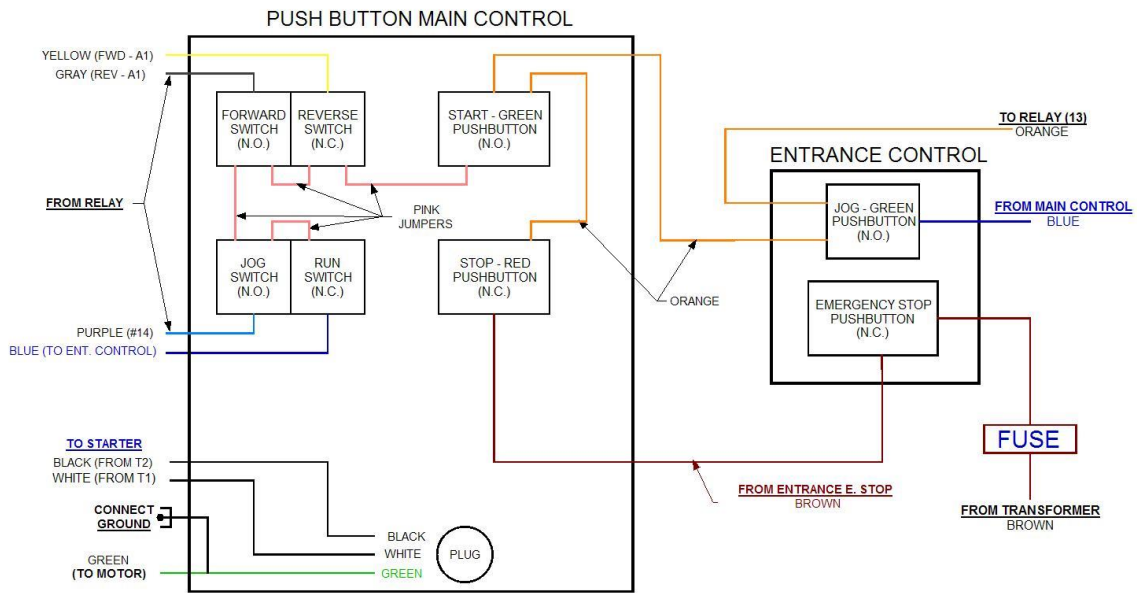 PUSH BUTTON MAIN CONTROL
YELLOW (FWD - A1)
GRAY (REV - A1)
FORWARD
SWITCH
(N.O.)
REVERSE
SWITCH
(N.C.)
START - GREEN
PUSHBUTTON
(N.O.)
FROM RELAY
PINK
JUMPERS
JOG
SWITCH
(N.O.)
RUN
SWITCH
(N.C.)
STOP - RED
PUSHBUTTON
(N.C.)
ORANGE
PURPLE (#14)
BLUE (TO ENT. CONTROL)
TO RELAY (13)
ORANGE
ENTRANCE CONTROL
JOG - GREEN
PUSHBUTTON
(N.O.)
FROM MAIN CONTROL
BLUE
EMERGENCY STOP
PUSHBUTTON
(N.C.)
FUSE
FROM TRANSFORMER
BROWN
FROM ENTRANCE E. STOP
BROWN
TO STARTER
BLACK (FROM T2)
WHITE (FROM T1)
CONNECT
GROUND
GREEN
(TO MOTOR)
BLACK
WHITE
GREEN
PLUG